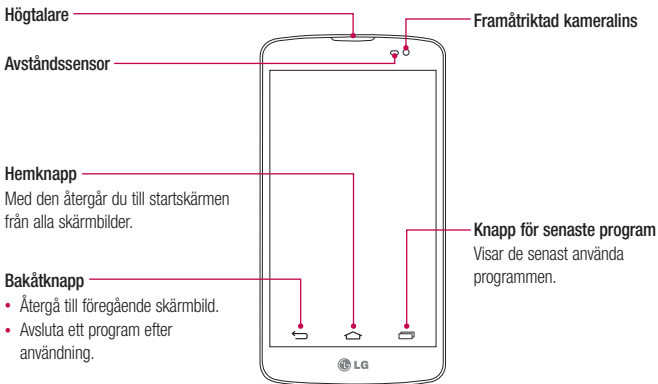 Högtalare
Avståndssensor
Hemknapp
Med den återgår du till startskärmen
från alla skärmbilder.
Bakåtknapp
• Återgå till föregående skärmbild.
• Avsluta ett program efter
användning.
Framåtriktad kameralins
Knapp för senaste program
Visar de senast använda
programmen.
LG